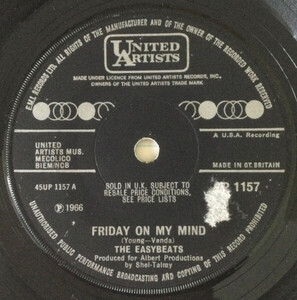 E.M.I. RECORDS LTD. ALL RIGHTS OF THE MANUFACTURER AND OF THE OWNER OF THE RECORDED WORK RESERVED
UNITED
ARTISTS
MADE UNDER LICENCE FROM UNITED ARTISTS RECORDS, INC.,
OWNERS OF THE UNITED ARTISTS TRADE MARK.
A U.S.A. Recording
UNITED
ARTISTS MUS.
MECOLICO
BIEM/NCB
MADE IN GT. BRITAIN
45UP 1157 A
SOLD IN U.K. SUBJECT TO
RESALE PRICE CONDITIONS,
SEE PRICE LISTS
1157
℗ 1966
FRIDAY ON MY MIND
(Young-Vanda)
THE EASYBEATS
Produced for Albert Productions
by Shel-Talmy
UNAUTHORISED PUBLIC PERFORMANCE BROADCASTING AND COPYING OF THIS RECORD PROHIBITED